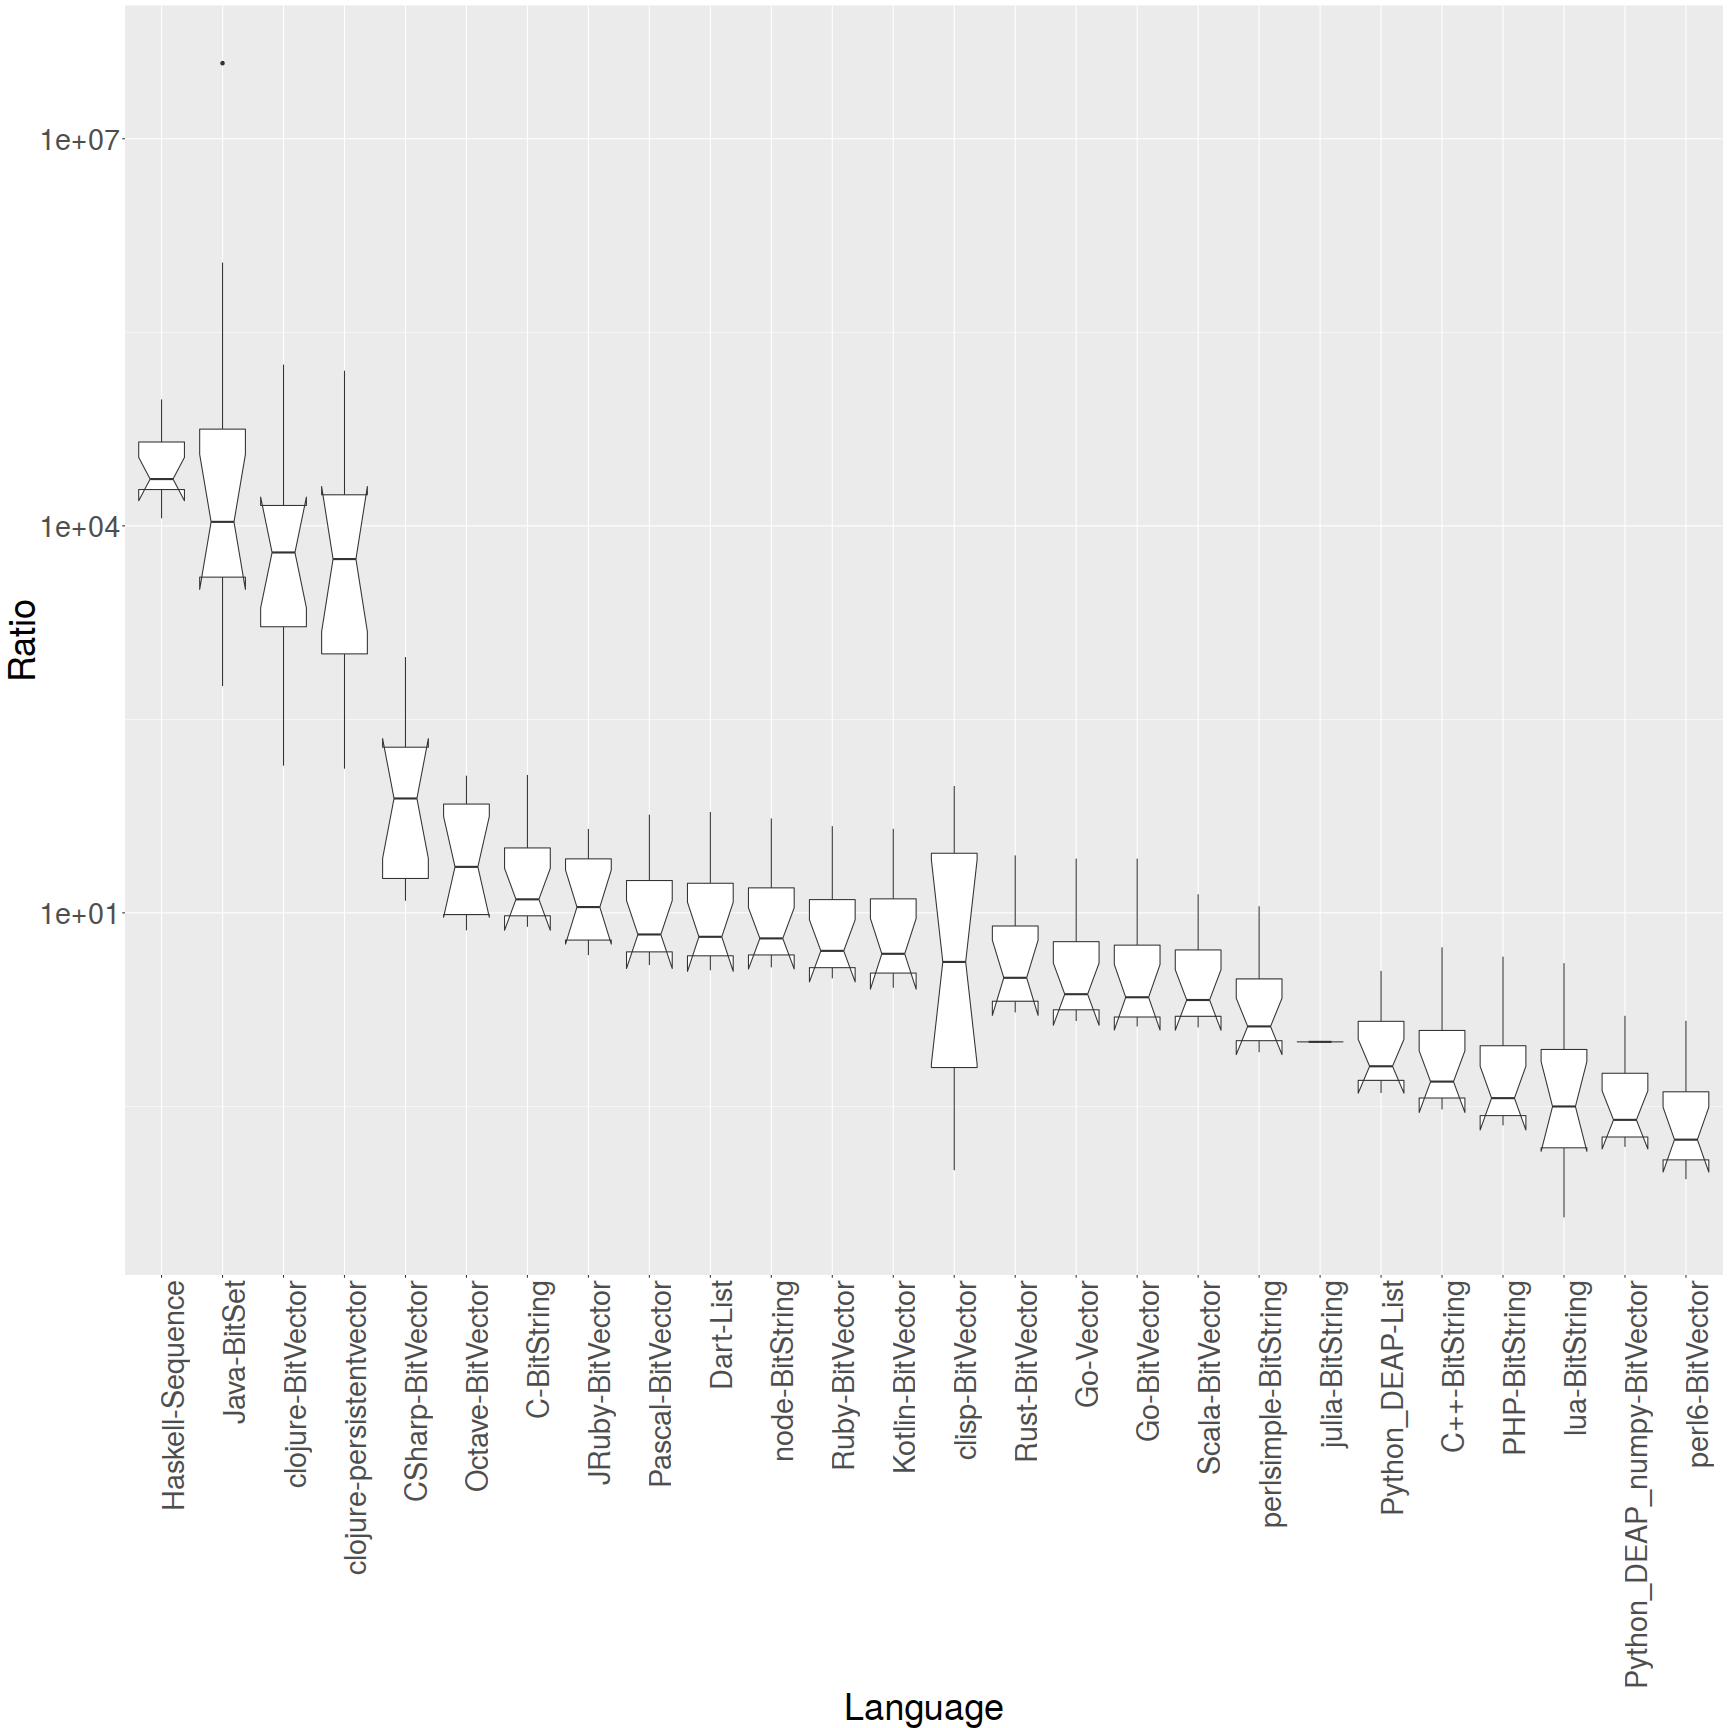 1e+07
1e+04
1e+01
Ratio
Haskell-Sequence
Java-BitSet
clojure-BitVector
clojure-persistentvector
CSharp-BitVector
Octave-BitVector
C-BitString
JRuby-BitVector
Pascal-BitVector
Dart-List
node-BitString
Ruby-BitVector
Kotlin-BitVector
clisp-BitVector
Rust-BitVector
Go-Vector
Go-BitVector
Scala-BitVector
perlsimple-BitString
julia-BitString
Python_DEAP-List
C++-BitString
PHP-BitString
lua-BitString
Python_DEAP_numpy-BitVector
perl6-BitVector
Language